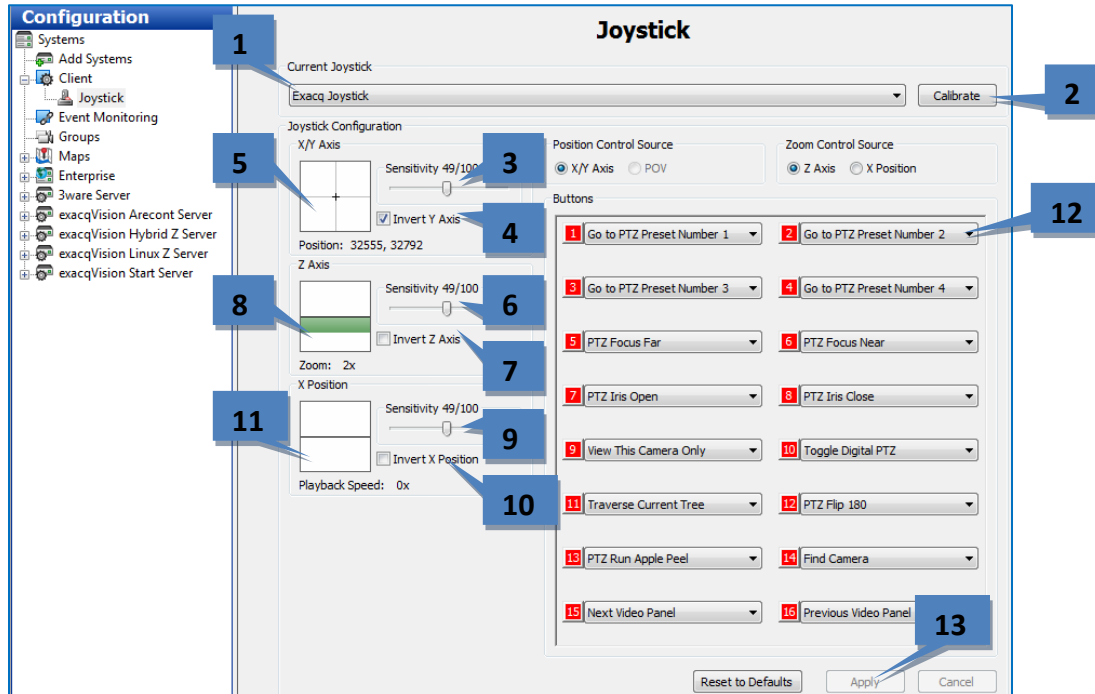 Configuration
Systems
Add Systems
Client
Joystick
Event Monitoring
Groups
Maps
Enterprise
3ware Server
exacqVision Arecont Server
exacqVision Hybrid Z Server
exacqVision Linux Z Server
exacqVision Start Server
Joystick
1
Current Joystick
Exacq Joystick
Calibrate
2
Joystick Configuration
X/Y Axis
5
Sensitivity 49/100
3
Invert Y Axis
4
Position: 32555, 32792
Z Axis
8
Sensitivity 49/100
6
Invert Z Axis
7
Zoom: 2x
X Position
11
Sensitivity 49/100
9
Invert X Position
10
Playback Speed: 0x
Position Control Source
X/Y Axis POV
Zoom Control Source
Z Axis X Position
Buttons
12
1 Go to PTZ Preset Number 1
2 Go to PTZ Preset Number 2
3 Go to PTZ Preset Number 3
4 Go to PTZ Preset Number 4
5 PTZ Focus Far
6 PTZ Focus Near
7 PTZ Iris Open
8 PTZ Iris Close
9 View This Camera Only
10 Toggle Digital PTZ
11 Traverse Current Tree
12 PTZ Flip 180
13 PTZ Run Apple Peel
14 Find Camera
15 Next Video Panel
16 Previous Video Panel
13
Reset to Defaults
Apply
Cancel